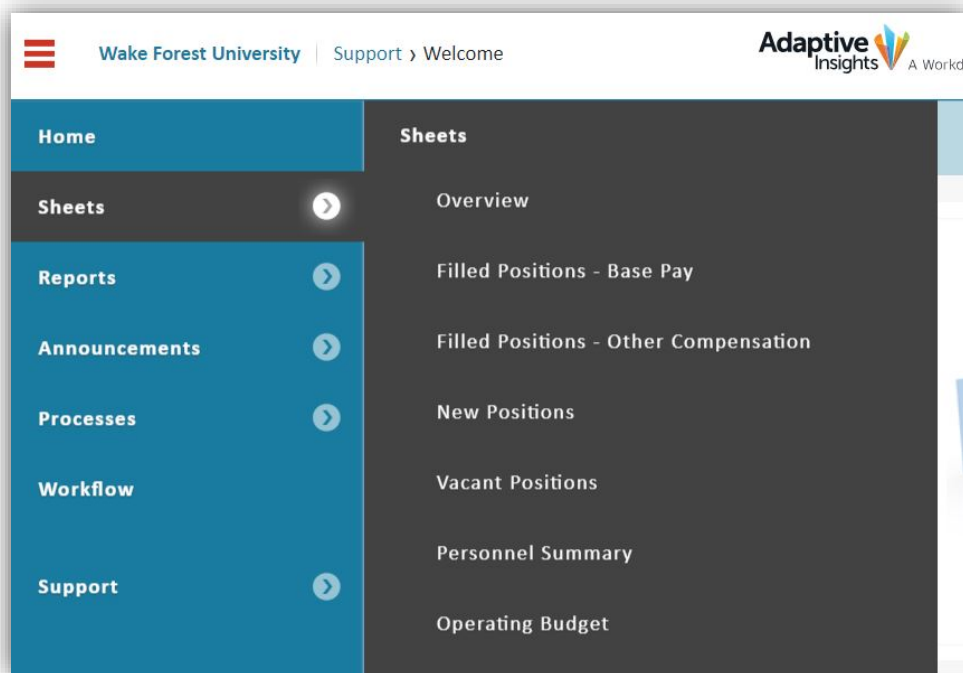 Wake Forest University | Support › Welcome
Adaptive
Insights
A Workd
Home
Sheets
Reports
Announcements
Processes
Workflow
Support
Sheets
Overview
Filled Positions - Base Pay
Filled Positions - Other Compensation
New Positions
Vacant Positions
Personnel Summary
Operating Budget